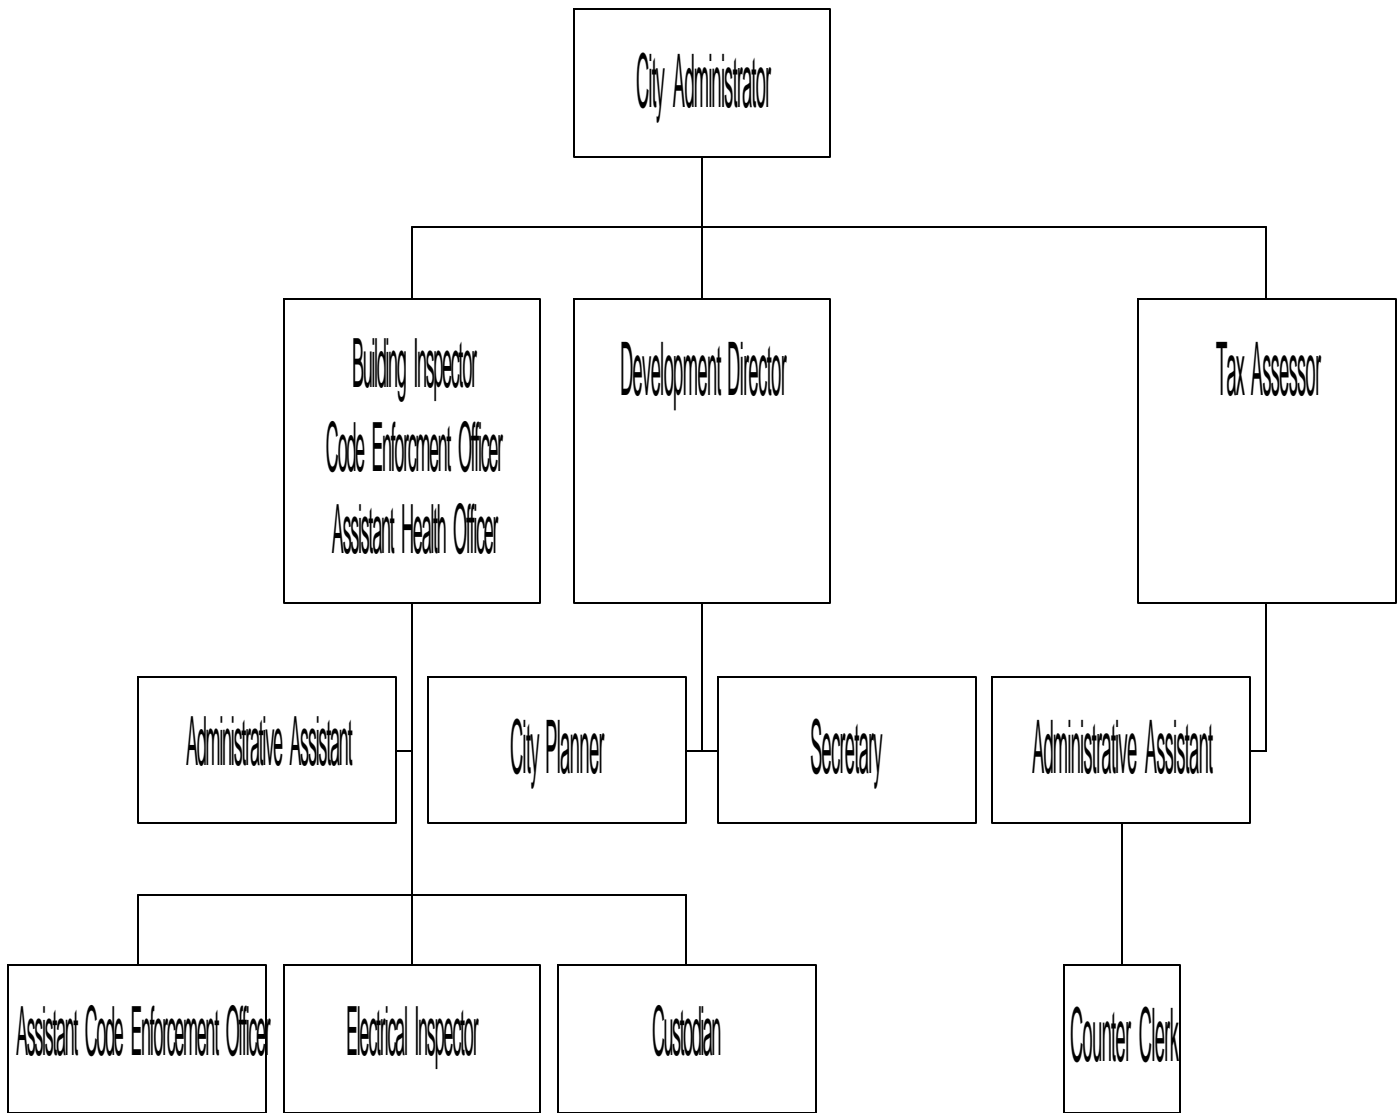 City Administrator
Building Inspector
Code Enforcment Officer
Assistant Health Officer
Development Director
Tax Assessor
Administrative Assistant
City Planner
Secretary
Administrative Assistant
Assistant Code Enforcement Officer
Electrical Inspector
Custodian
Counter Clerk